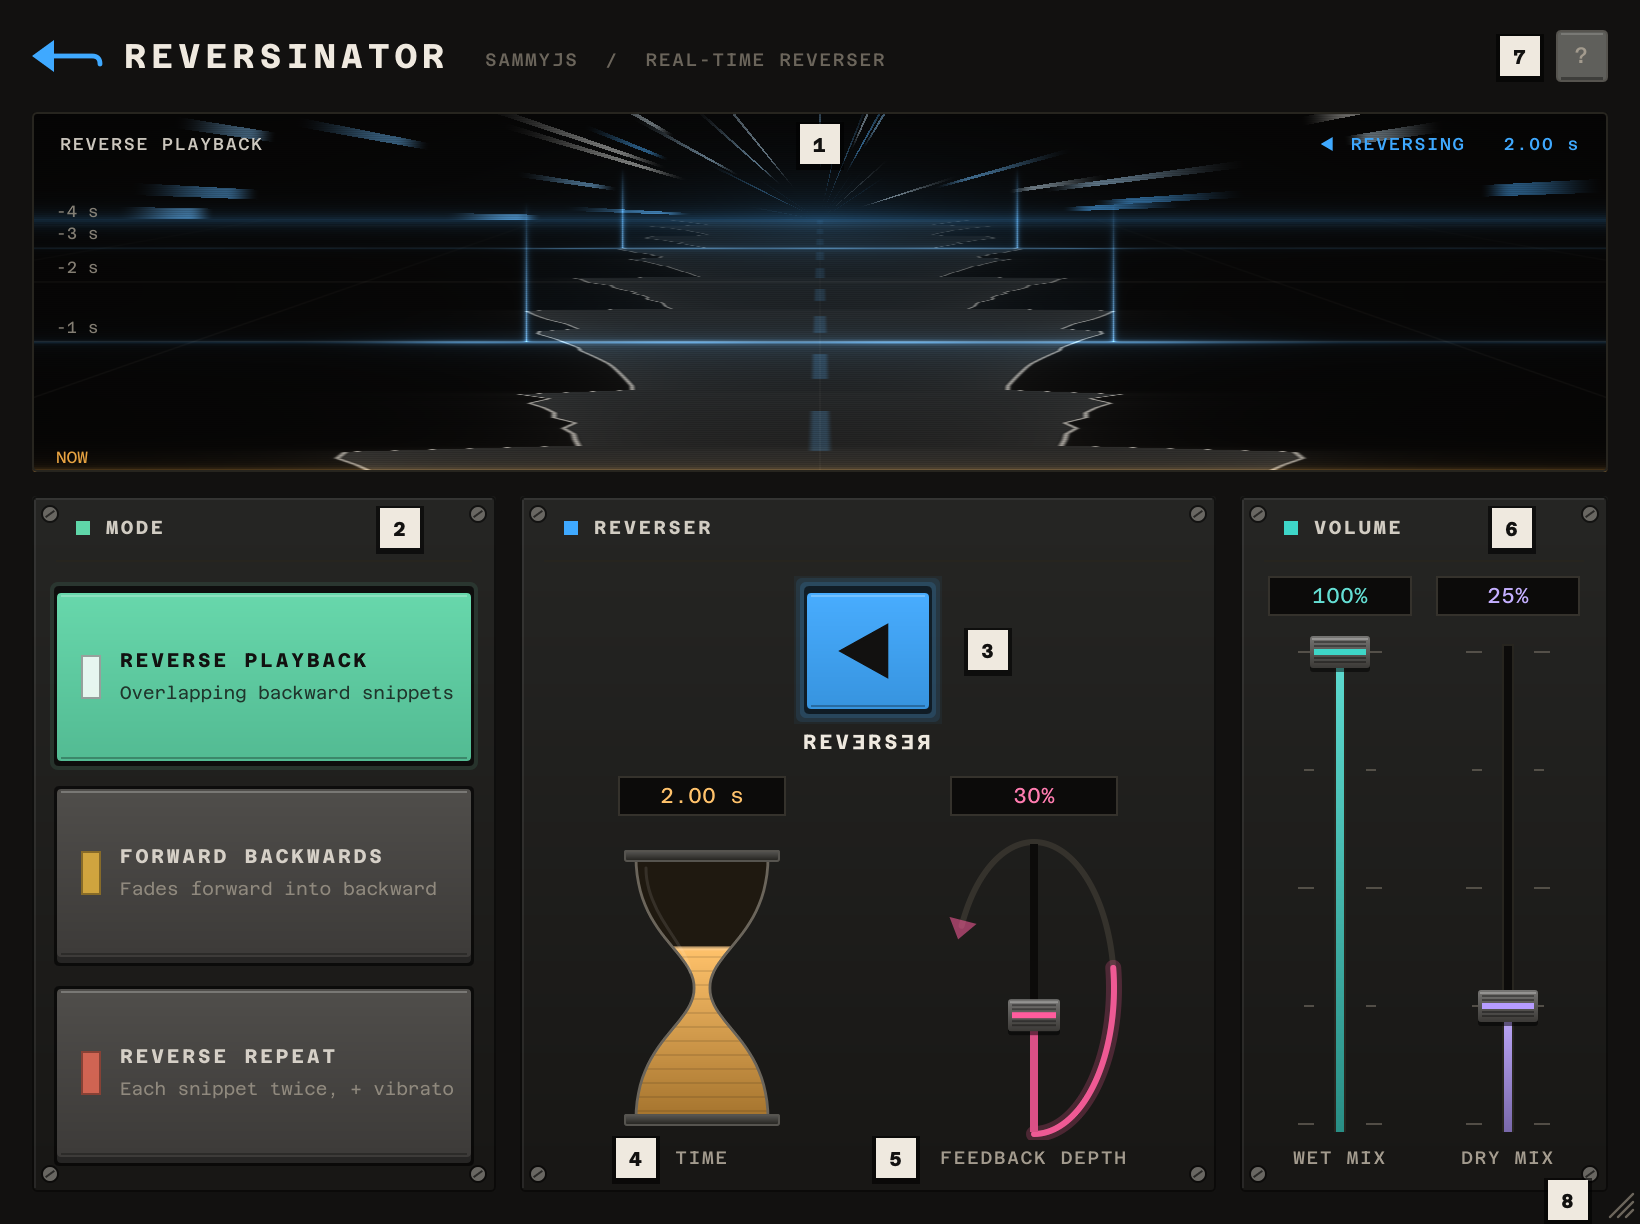 REVERSINATOR
SAMMYJS / REAL-TIME REVERSER
7
?
REVERSE PLAYBACK
1
REVERSING 2.00 s
-4 s
-3 s
-2 s
-1 s
NOW
MODE
2
REVERSE PLAYBACK
Overlapping backward snippets
FORWARD BACKWARDS
Fades forward into backward
REVERSE REPEAT
Each snippet twice, + vibrato
REVERSER
3
REVƎRSƎЯ
2.00 s
30%
4
TIME
5
FEEDBACK DEPTH
VOLUME
6
100%
25%
WET MIX
DRY MIX
8